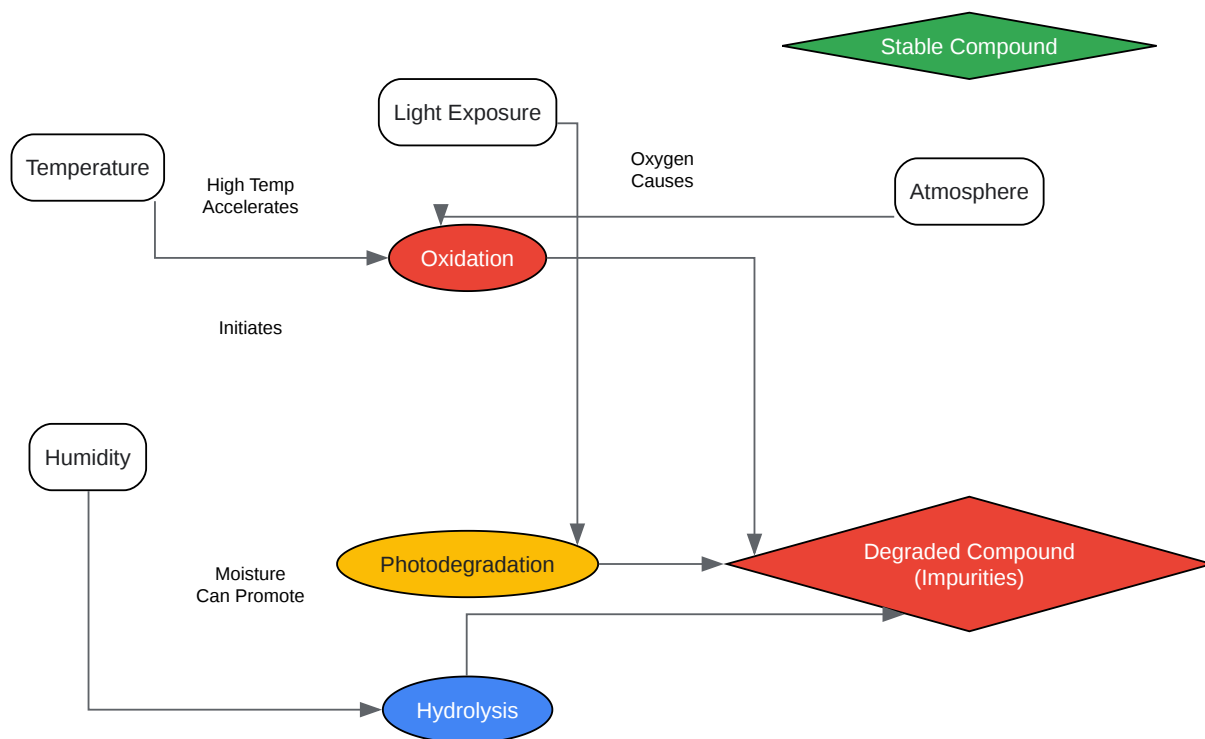 Stable Compound
Light Exposure
Temperature
Oxygen
Causes
High Temp
Accelerates
Atmosphere
Oxidation
Initiates
Humidity
Photodegradation
Degraded Compound
(Impurities)
Moisture
Can Promote
Hydrolysis